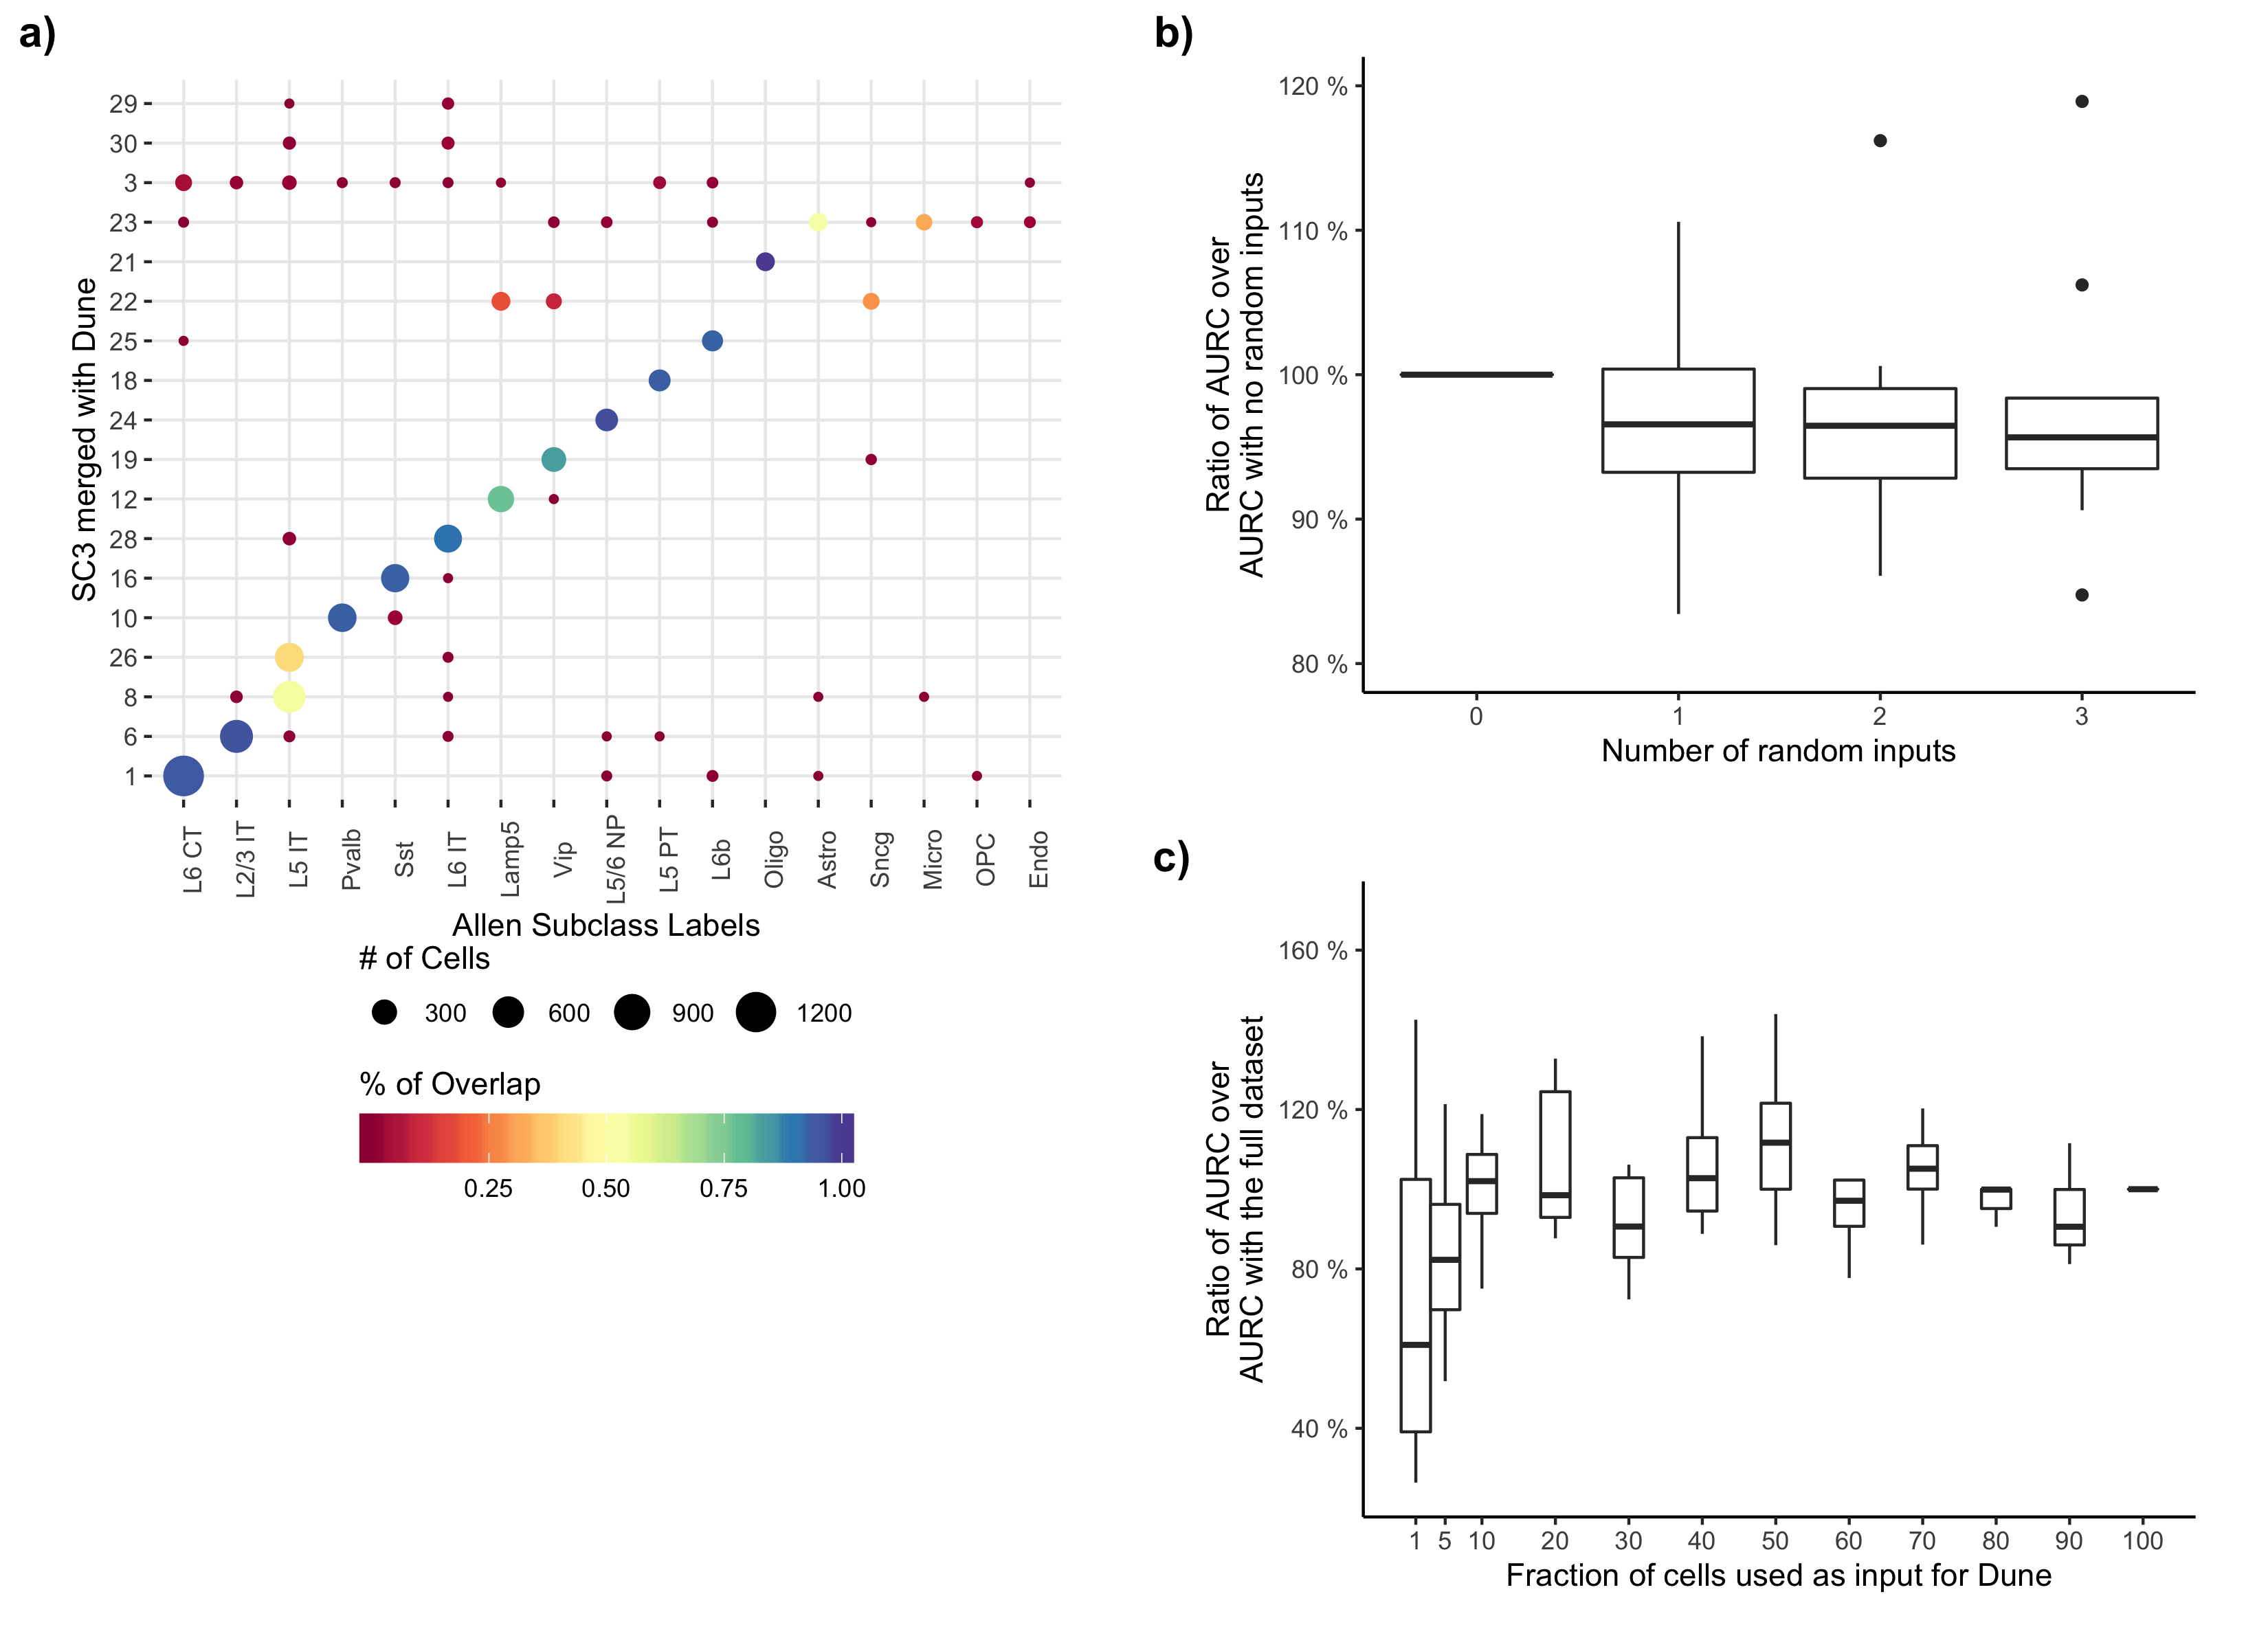 a)
SC3 merged with Dune
29
30
3
23
21
22
25
18
24
19
12
28
16
10
26
8
6
1
L6 CT
L2/3 IT
L5 IT
Pvalb
Sst
L6 IT
Lamp5
Vip
L5/6 NP
L5 PT
L6b
Oligo
Astro
Sncg
Micro
OPC
Endo
Allen Subclass Labels
# of Cells
300 600 900 1200
% of Overlap
0.25 0.50 0.75 1.00
b)
Ratio of AURC over
AURC with no random inputs
120 %
110 %
100 %
90 %
80 %
0 1 2 3
Number of random inputs
c)
Ratio of AURC over
AURC with the full dataset
160 %
120 %
80 %
40 %
1 5 10 20 30 40 50 60 70 80 90 100
Fraction of cells used as input for Dune